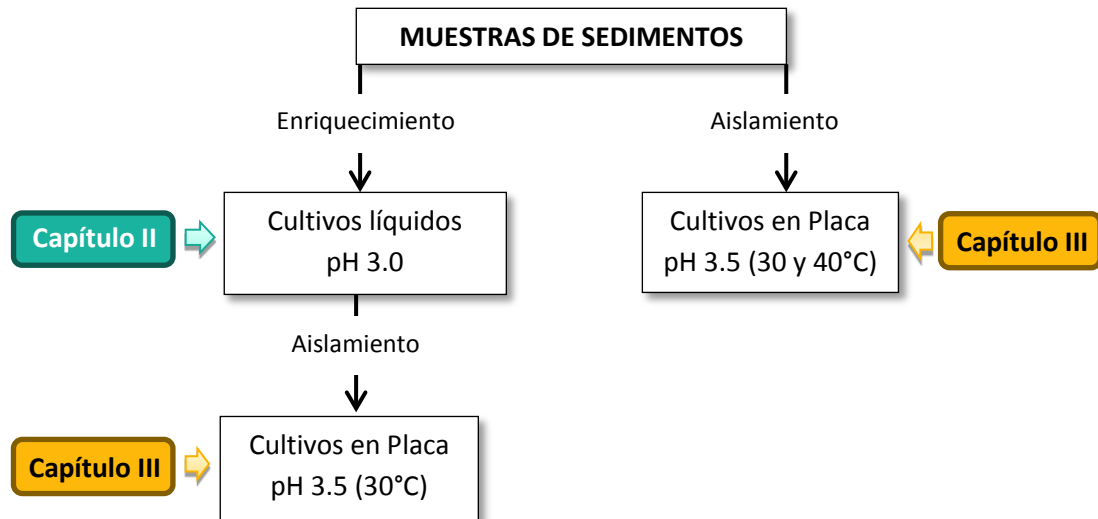 MUESTRAS DE SEDIMENTOS
Enriquecimiento
Aislamiento
Capítulo II
Cultivos líquidos
pH 3.0
Cultivos en Placa
pH 3.5 (30 y 40°C)
Capítulo III
Aislamiento
Capítulo III
Cultivos en Placa
pH 3.5 (30°C)